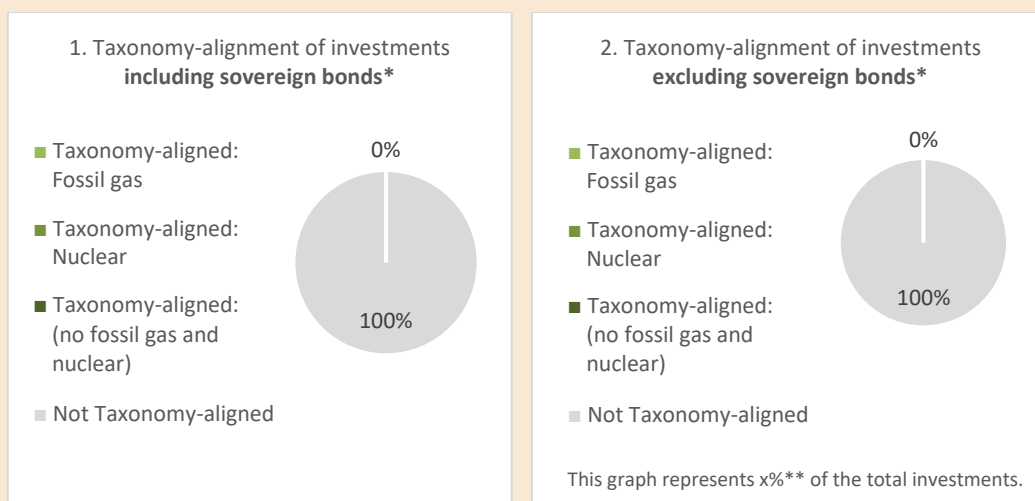 1. Taxonomy-alignment of investments
including sovereign bonds*
Taxonomy-aligned:
Fossil gas
Taxonomy-aligned:
Nuclear
Taxonomy-aligned:
(no fossil gas and
nuclear)
Not Taxonomy-aligned
0%
100%
2. Taxonomy-alignment of investments
excluding sovereign bonds*
Taxonomy-aligned:
Fossil gas
Taxonomy-aligned:
Nuclear
Taxonomy-aligned:
(no fossil gas and
nuclear)
Not Taxonomy-aligned
0%
100%
This graph represents x%** of the total investments.